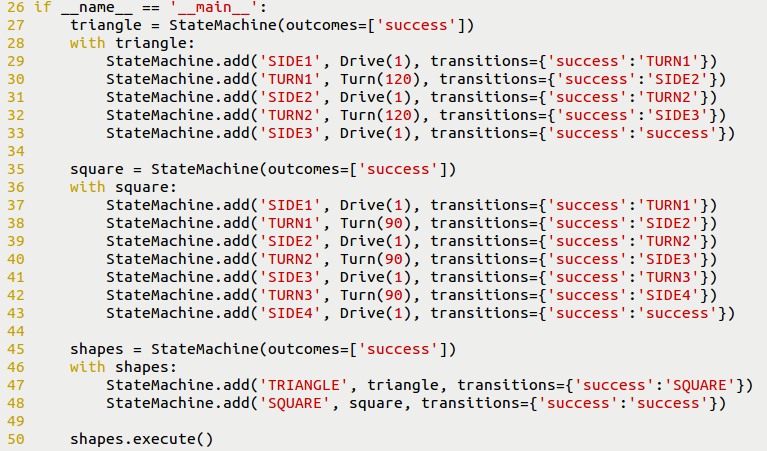 26 if __name__ == '__main__':
27     triangle = StateMachine(outcomes=['success'])
28     with triangle:
29         StateMachine.add('SIDE1', Drive(1), transitions={'success':'TURN1'})
30         StateMachine.add('TURN1', Turn(120), transitions={'success':'SIDE2'})
31         StateMachine.add('SIDE2', Drive(1), transitions={'success':'TURN2'})
32         StateMachine.add('TURN2', Turn(120), transitions={'success':'SIDE3'})
33         StateMachine.add('SIDE3', Drive(1), transitions={'success':'success'})
34
35     square = StateMachine(outcomes=['success'])
36     with square:
37         StateMachine.add('SIDE1', Drive(1), transitions={'success':'TURN1'})
38         StateMachine.add('TURN1', Turn(90), transitions={'success':'SIDE2'})
39         StateMachine.add('SIDE2', Drive(1), transitions={'success':'TURN2'})
40         StateMachine.add('TURN2', Turn(90), transitions={'success':'SIDE3'})
41         StateMachine.add('SIDE3', Drive(1), transitions={'success':'TURN3'})
42         StateMachine.add('TURN3', Turn(90), transitions={'success':'SIDE4'})
43         StateMachine.add('SIDE4', Drive(1), transitions={'success':'success'})
44
45     shapes = StateMachine(outcomes=['success'])
46     with shapes:
47         StateMachine.add('TRIANGLE', triangle, transitions={'success':'SQUARE'})
48         StateMachine.add('SQUARE', square, transitions={'success':'success'})
49
50     shapes.execute()